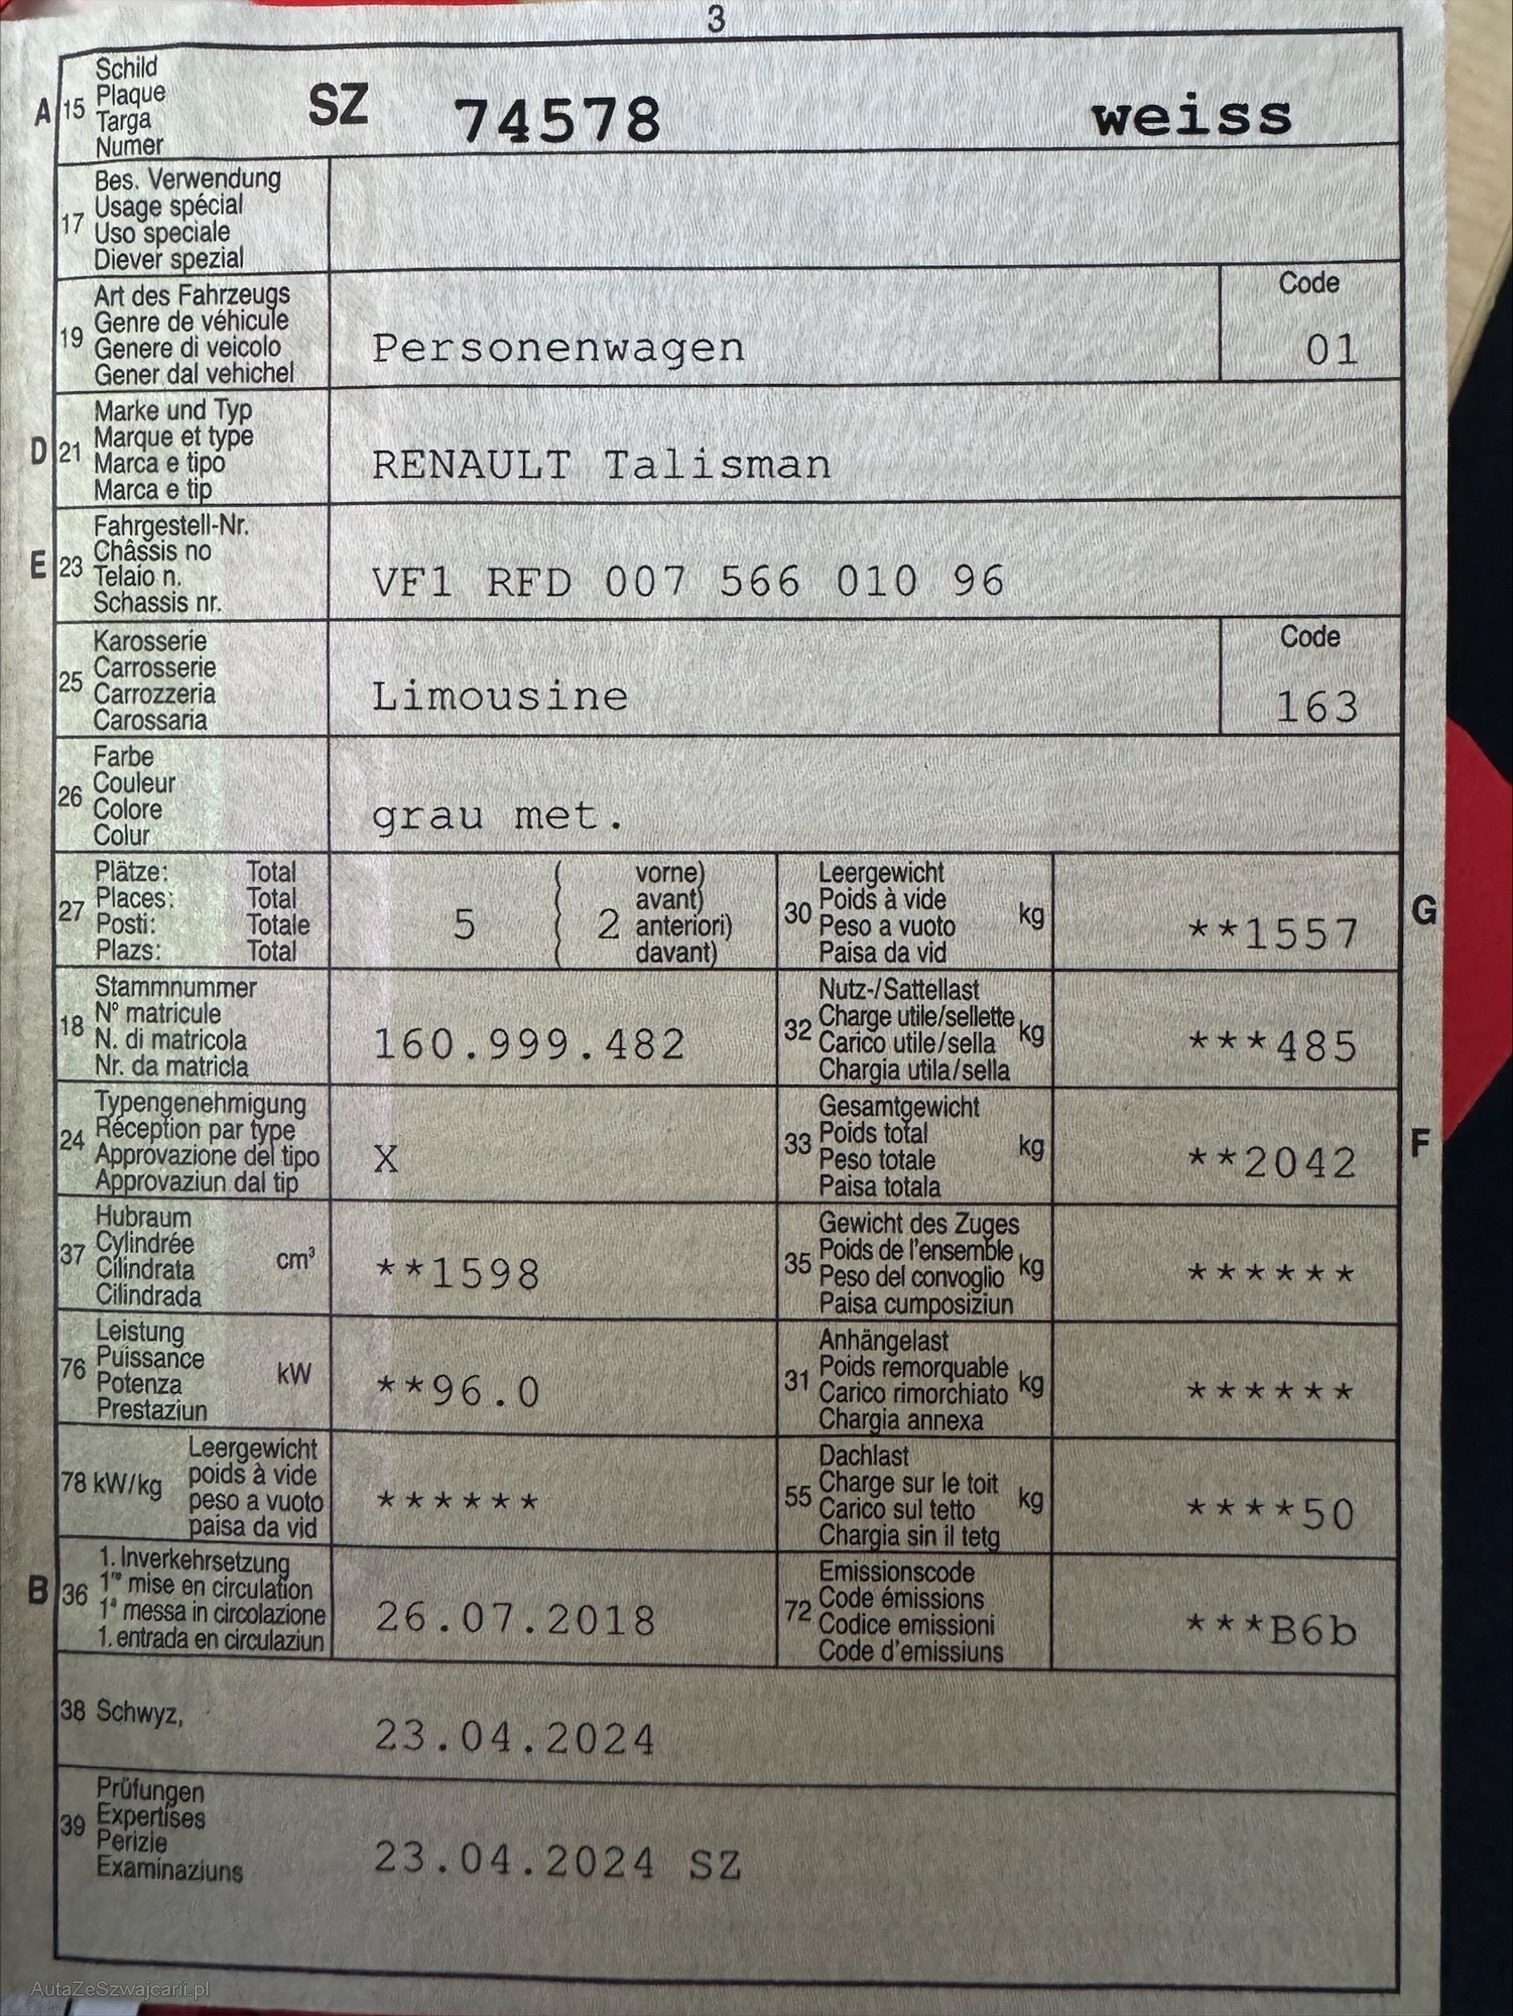 3
A 15 Schild
Plaque
Targa
Numer
SZ 74578 weiss
17 Bes. Verwendung
Usage spécial
Uso speciale
Diever spezial
19 Art des Fahrzeugs
Genre de véhicule
Genere di veicolo
Gener dal vehichel
Personenwagen
Code
01
D 21 Marke und Typ
Marque et type
Marca e tipo
Marca e tip
RENAULT Talisman
E 23 Fahrgestell-Nr.
Châssis no
Telaio n.
Schassis nr.
VF1 RFD 007 566 010 96
25 Karosserie
Carrosserie
Carrozzeria
Carossaria
Limousine
Code
163
26 Farbe
Couleur
Colore
Colur
grau met.
27 Plätze: Total
Places: Total
Posti: Totale
Plazs: Total
5 ( 2 vorne)
avant)
anteriori)
davant)
30 Leergewicht
Poids à vide
Peso a vuoto
Paisa da vid
kg
**1557
G
18 Stammnummer
N° matricule
N. di matricola
Nr. da matricla
160.999.482
32 Nutz-/Sattellast
Charge utile/sellette
Carico utile/sella
Chargia utila/sella
kg
***485
24 Typengenehmigung
Réception par type
Approvazione del tipo
Approvaziun dal tip
X
33 Gesamtgewicht
Poids total
Peso totale
Paisa totala
kg
**2042
F
37 Hubraum
Cylindrée
Cilindrata
Cilindrada
cm³
**1598
35 Gewicht des Zuges
Poids de l'ensemble
Peso del convoglio
Paisa cumposiziun
kg
******
76 Leistung
Puissance
Potenza
Prestaziun
kW
**96.0
31 Anhängelast
Poids remorquable
Carico rimorchiato
Chargia annexa
kg
******
78 kW/kg Leergewicht
poids à vide
peso a vuoto
paisa da vid
******
55 Dachlast
Charge sur le toit
Carico sul tetto
Chargia sin il tetg
kg
****50
B 36 1. Inverkehrsetzung
1re mise en circulation
1a messa in circolazione
1. entrada en circulaziun
26.07.2018
72 Emissionscode
Code émissions
Codice emissioni
Code d'emissiuns
***B6b
38 Schwyz,
23.04.2024
39 Prüfungen
Expertises
Perizie
Examinaziuns
23.04.2024 SZ
AutaZeSzwajcarii.pl